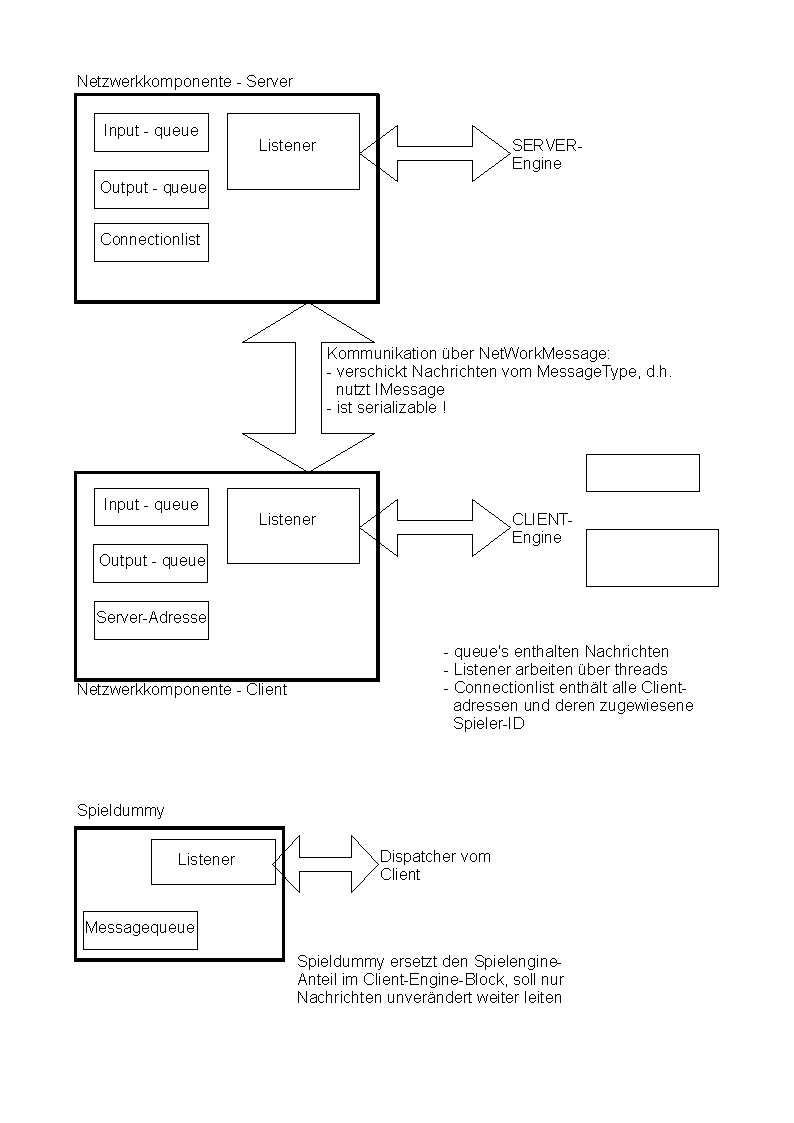 Netzwerkkomponente - Server
Input - queue
Listener
SERVER-
Engine
Output - queue
Connectionlist
Kommunikation über NetWorkMessage:
- verschickt Nachrichten vom MessageType, d.h.
nutzt IMessage
- ist serializable !
Input - queue
Listener
CLIENT-
Engine
Output - queue
Server-Adresse
Netzwerkkomponente - Client
- queue's enthalten Nachrichten
- Listener arbeiten über threads
- Connectionlist enthält alle Client-
adressen und deren zugewiesene
Spieler-ID
Spieldummy
Listener
Dispatcher vom
Client
Messagequeue
Spieldummy ersetzt den Spielengine-
Anteil im Client-Engine-Block, soll nur
Nachrichten unverändert weiter leiten